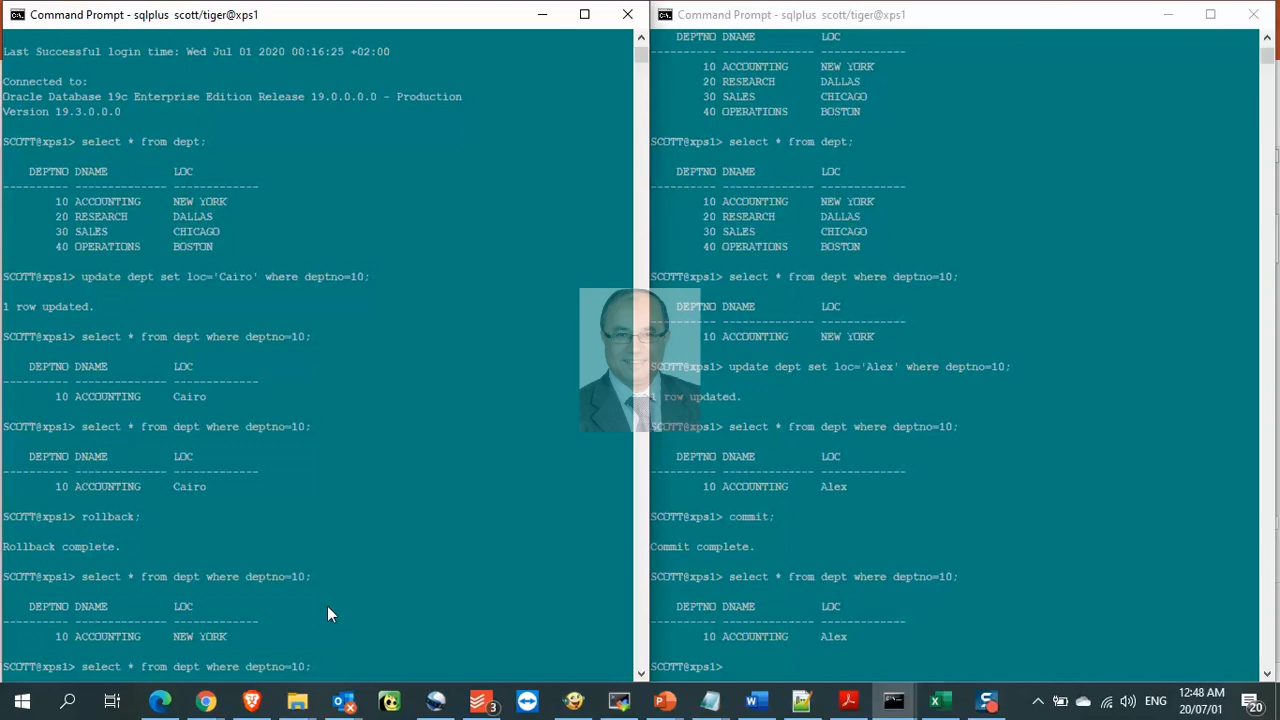 Command Prompt - sqlplus scott/tiger@xps1
Last Successful login time: Wed Jul 01 2020 00:16:25 +02:00
Connected to:
Oracle Database 19c Enterprise Edition Release 19.0.0.0.0 - Production
Version 19.3.0.0.0
SCOTT@xps1> select * from dept;
DEPTNO DNAME LOC
---------- -------------- -------------
10 ACCOUNTING NEW YORK
20 RESEARCH DALLAS
30 SALES CHICAGO
40 OPERATIONS BOSTON
SCOTT@xps1> update dept set loc='Cairo' where deptno=10;
1 row updated.
SCOTT@xps1> select * from dept where deptno=10;
DEPTNO DNAME LOC
---------- -------------- -------------
10 ACCOUNTING Cairo
SCOTT@xps1> select * from dept where deptno=10;
DEPTNO DNAME LOC
---------- -------------- -------------
10 ACCOUNTING Cairo
SCOTT@xps1> rollback;
Rollback complete.
SCOTT@xps1> select * from dept where deptno=10;
DEPTNO DNAME LOC
---------- -------------- -------------
10 ACCOUNTING NEW YORK
SCOTT@xps1> select * from dept where deptno=10;
Command Prompt - sqlplus scott/tiger@xps1
DEPTNO DNAME LOC
---------- -------------- -------------
10 ACCOUNTING NEW YORK
20 RESEARCH DALLAS
30 SALES CHICAGO
40 OPERATIONS BOSTON
SCOTT@xps1> select * from dept;
DEPTNO DNAME LOC
---------- -------------- -------------
10 ACCOUNTING NEW YORK
20 RESEARCH DALLAS
30 SALES CHICAGO
40 OPERATIONS BOSTON
SCOTT@xps1> select * from dept where deptno=10;
DEPTNO DNAME LOC
---------- -------------- -------------
10 ACCOUNTING NEW YORK
SCOTT@xps1> update dept set loc='Alex' where deptno=10;
1 row updated.
SCOTT@xps1> select * from dept where deptno=10;
DEPTNO DNAME LOC
---------- -------------- -------------
10 ACCOUNTING Alex
SCOTT@xps1> commit;
Commit complete.
SCOTT@xps1> select * from dept where deptno=10;
DEPTNO DNAME LOC
---------- -------------- -------------
10 ACCOUNTING Alex
SCOTT@xps1>
3
ENG
12:48 AM
20/07/01
20